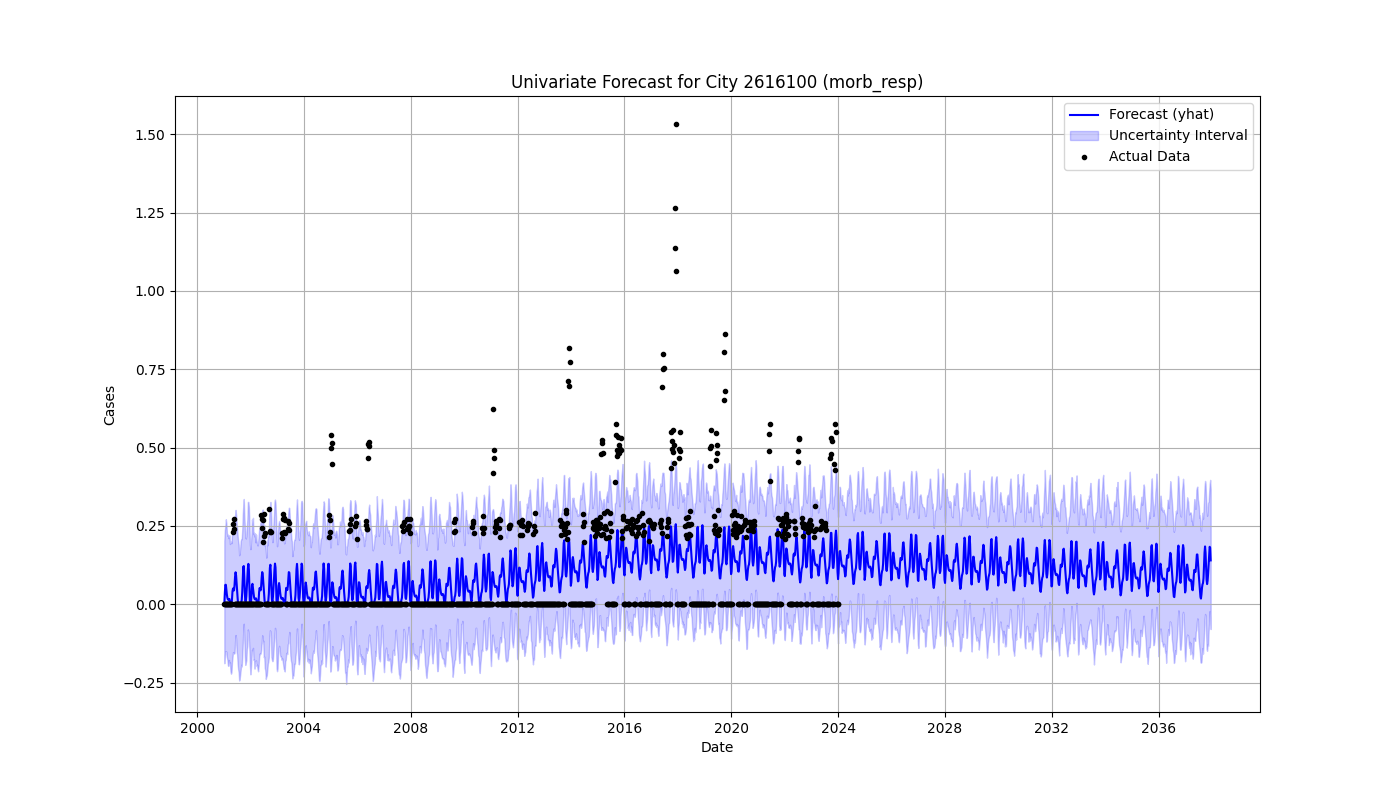 Univariate Forecast for City 2616100 (morb_resp)
Forecast (yhat)
Uncertainty Interval
Actual Data
1.50
1.25
1.00
0.75
0.50
0.25
0.00
−0.25
Cases
2000 2004 2008 2012 2016 2020 2024 2028 2032 2036
Date